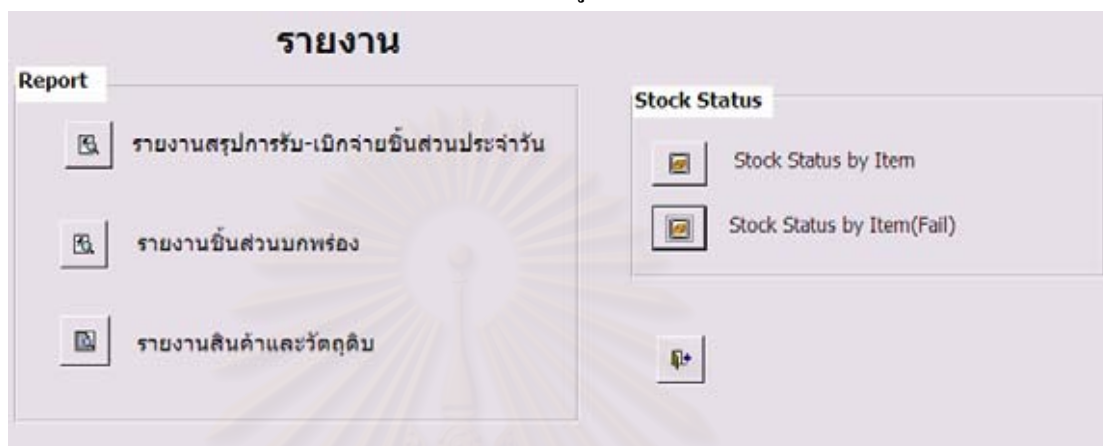 รายงาน
Report
รายงานสรุปการรับ-เบิกจ่ายชิ้นส่วนประจำวัน
รายงานชิ้นส่วนบกพร่อง
รายงานสินค้าและวัตถุดิบ
Stock Status
Stock Status by Item
Stock Status by Item(Fail)